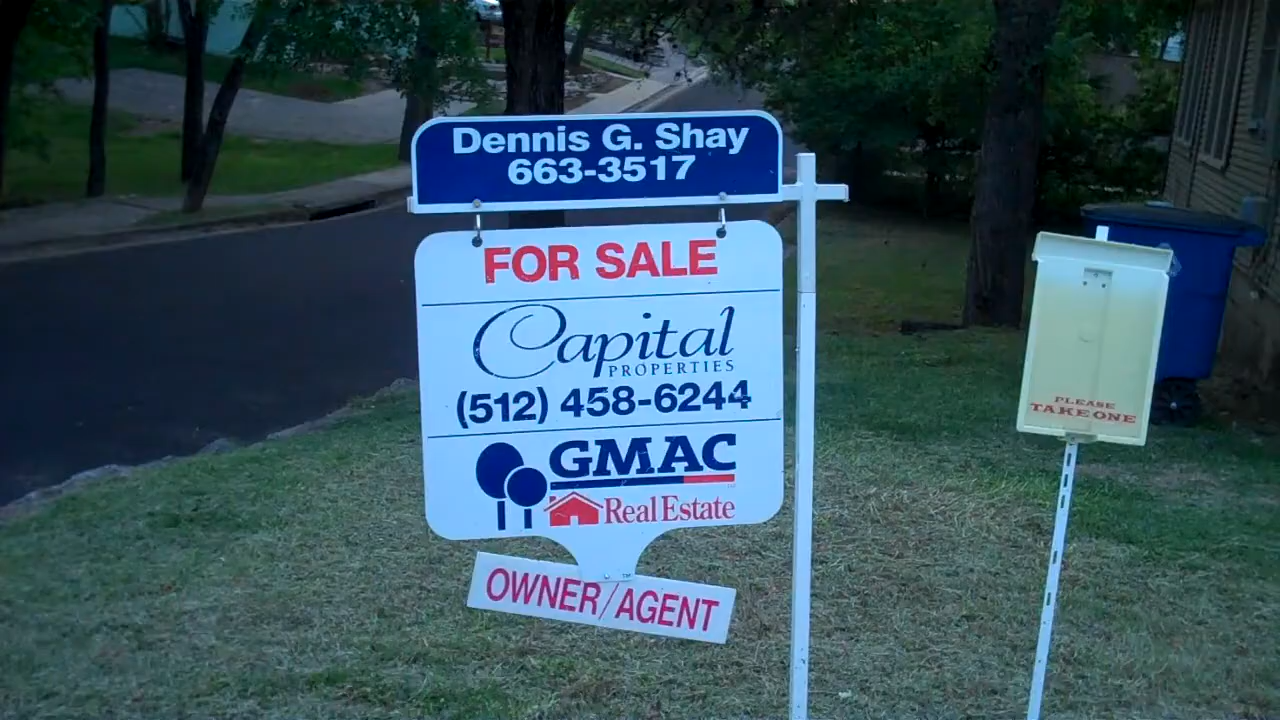 Dennis G. Shay
663-3517
FOR SALE
Capital
PROPERTIES
(512) 458-6244
GMAC
Real Estate
OWNER/AGENT
PLEASE
TAKE ONE